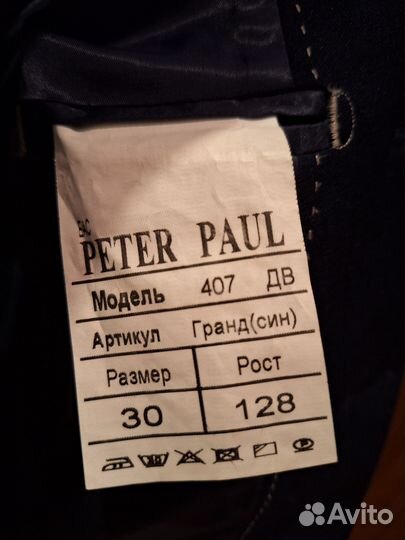 PETER PAUL
Модель 407 ДВ
Артикул Гранд(син)
Размер Рост
30 128
Avito